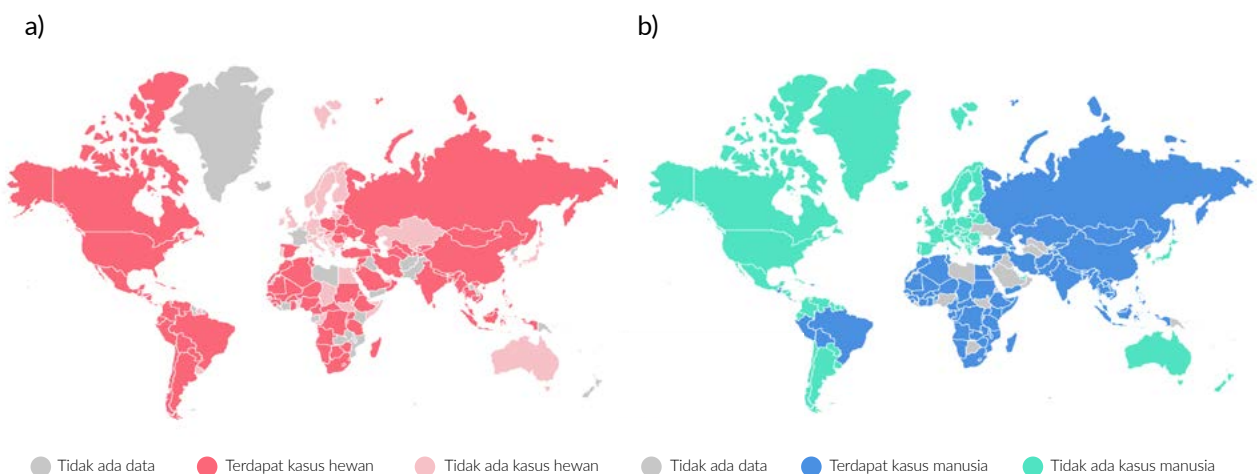 a)
b)
Tidak ada data
Terdapat kasus hewan
Tidak ada kasus hewan
Tidak ada data
Terdapat kasus manusia
Tidak ada kasus manusia